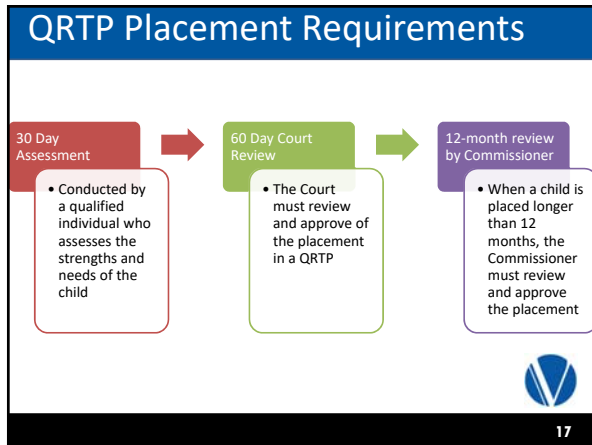 QRTP Placement Requirements
30 Day
Assessment
• Conducted by
a qualified
individual who
assesses the
strengths and
needs of the
child
60 Day Court
Review
• The Court
must review
and approve of
the placement
in a QRTP
12-month review
by Commissioner
• When a child is
placed longer
than 12
months, the
Commissioner
must review
and approve
the placement
17